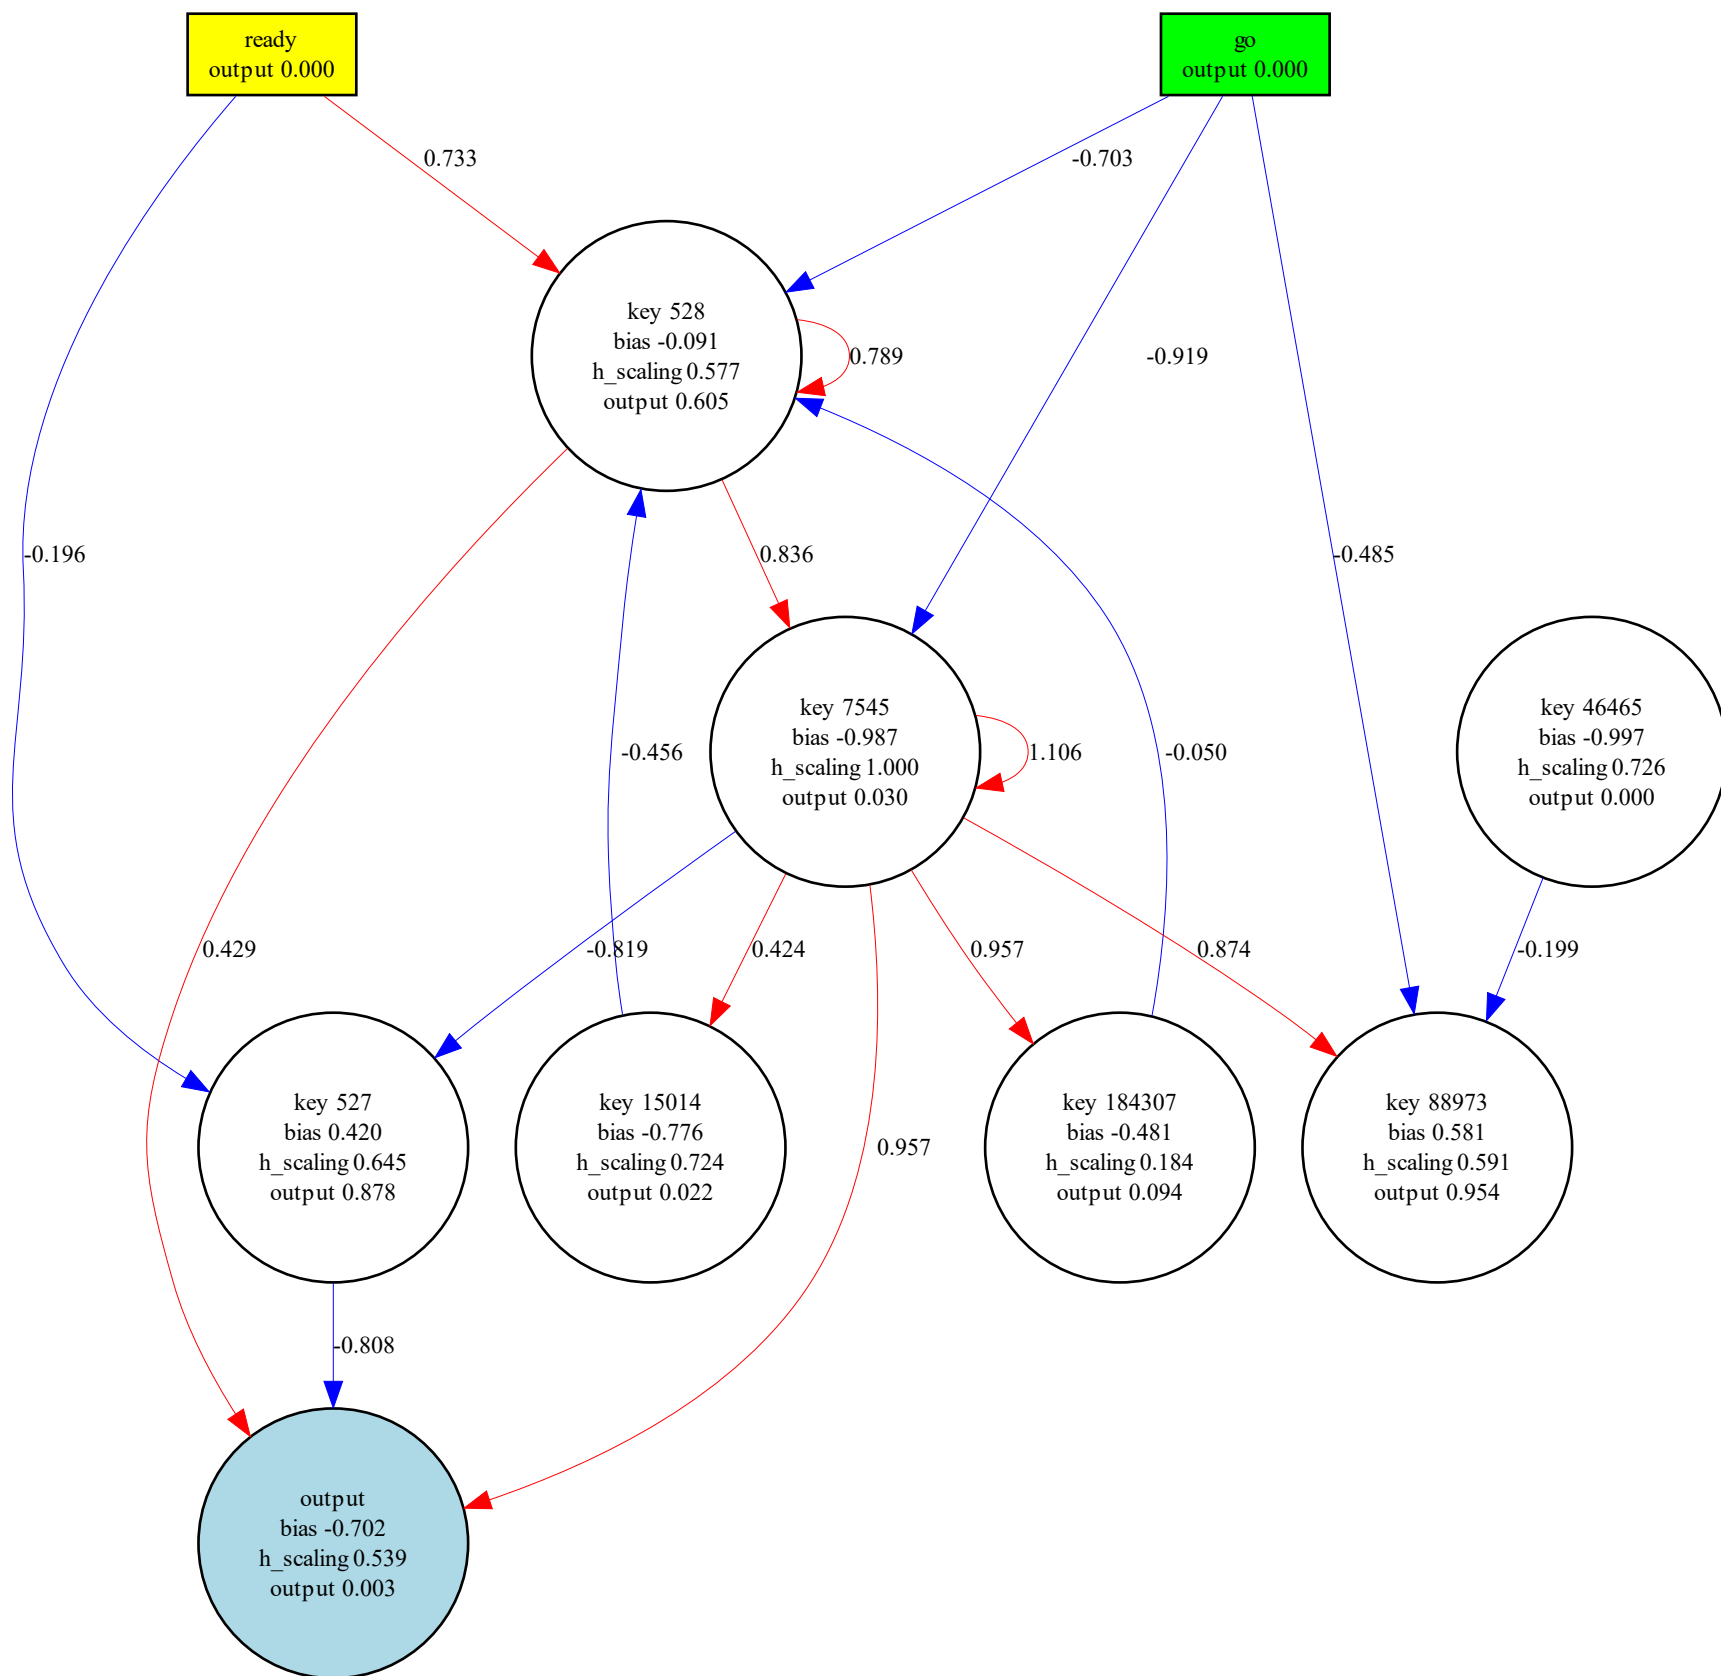 ready
output 0.000
go
output 0.000
0.733
-0.703
key 528
bias -0.091
h_scaling 0.577
output 0.605
0.789
-0.919
-0.196
0.836
-0.485
key 7545
bias -0.987
h_scaling 1.000
output 0.030
1.106
-0.456
-0.050
key 46465
bias -0.997
h_scaling 0.726
output 0.000
0.429
-0.819
0.424
0.957
0.874
-0.199
key 527
bias 0.420
h_scaling 0.645
output 0.878
key 15014
bias -0.776
h_scaling 0.724
output 0.022
0.957
key 184307
bias -0.481
h_scaling 0.184
output 0.094
key 88973
bias 0.581
h_scaling 0.591
output 0.954
-0.808
output
bias -0.702
h_scaling 0.539
output 0.003